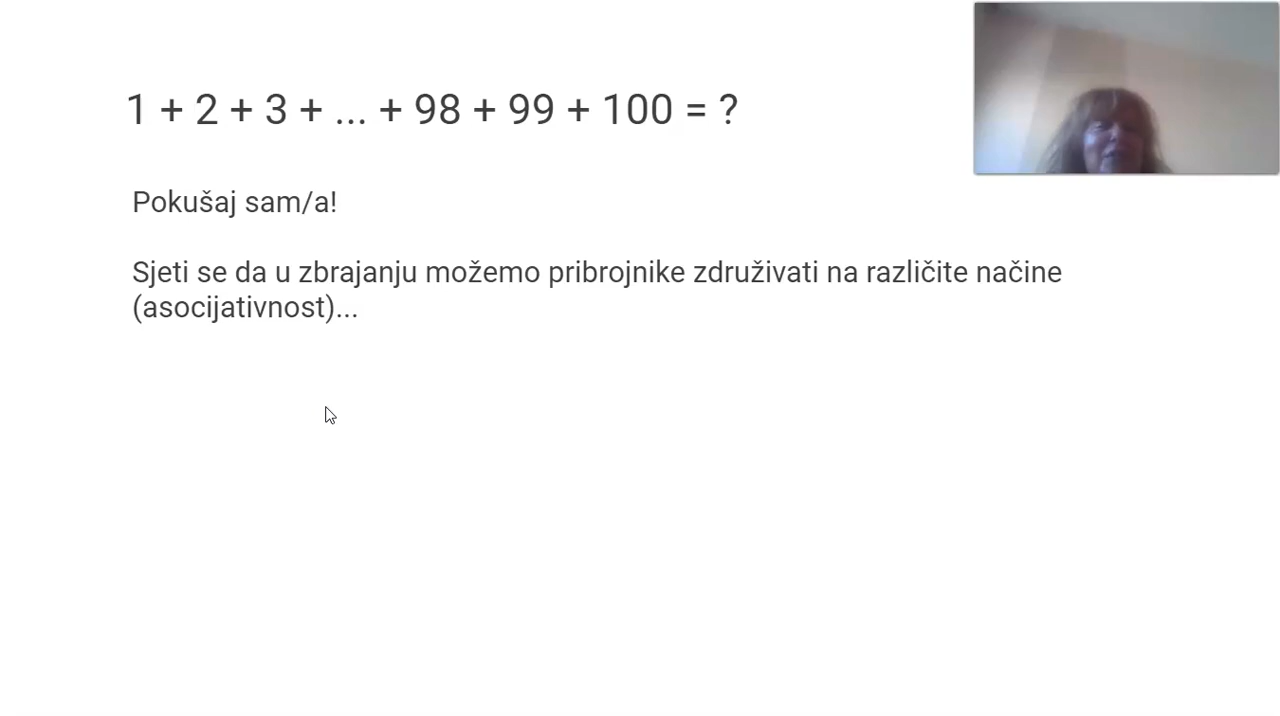 1 + 2 + 3 + ... + 98 + 99 + 100 = ?
Pokušaj sam/a!
Sjeti se da u zbrajanju možemo pribrojnike združivati na različite načine
(asocijativnost)...